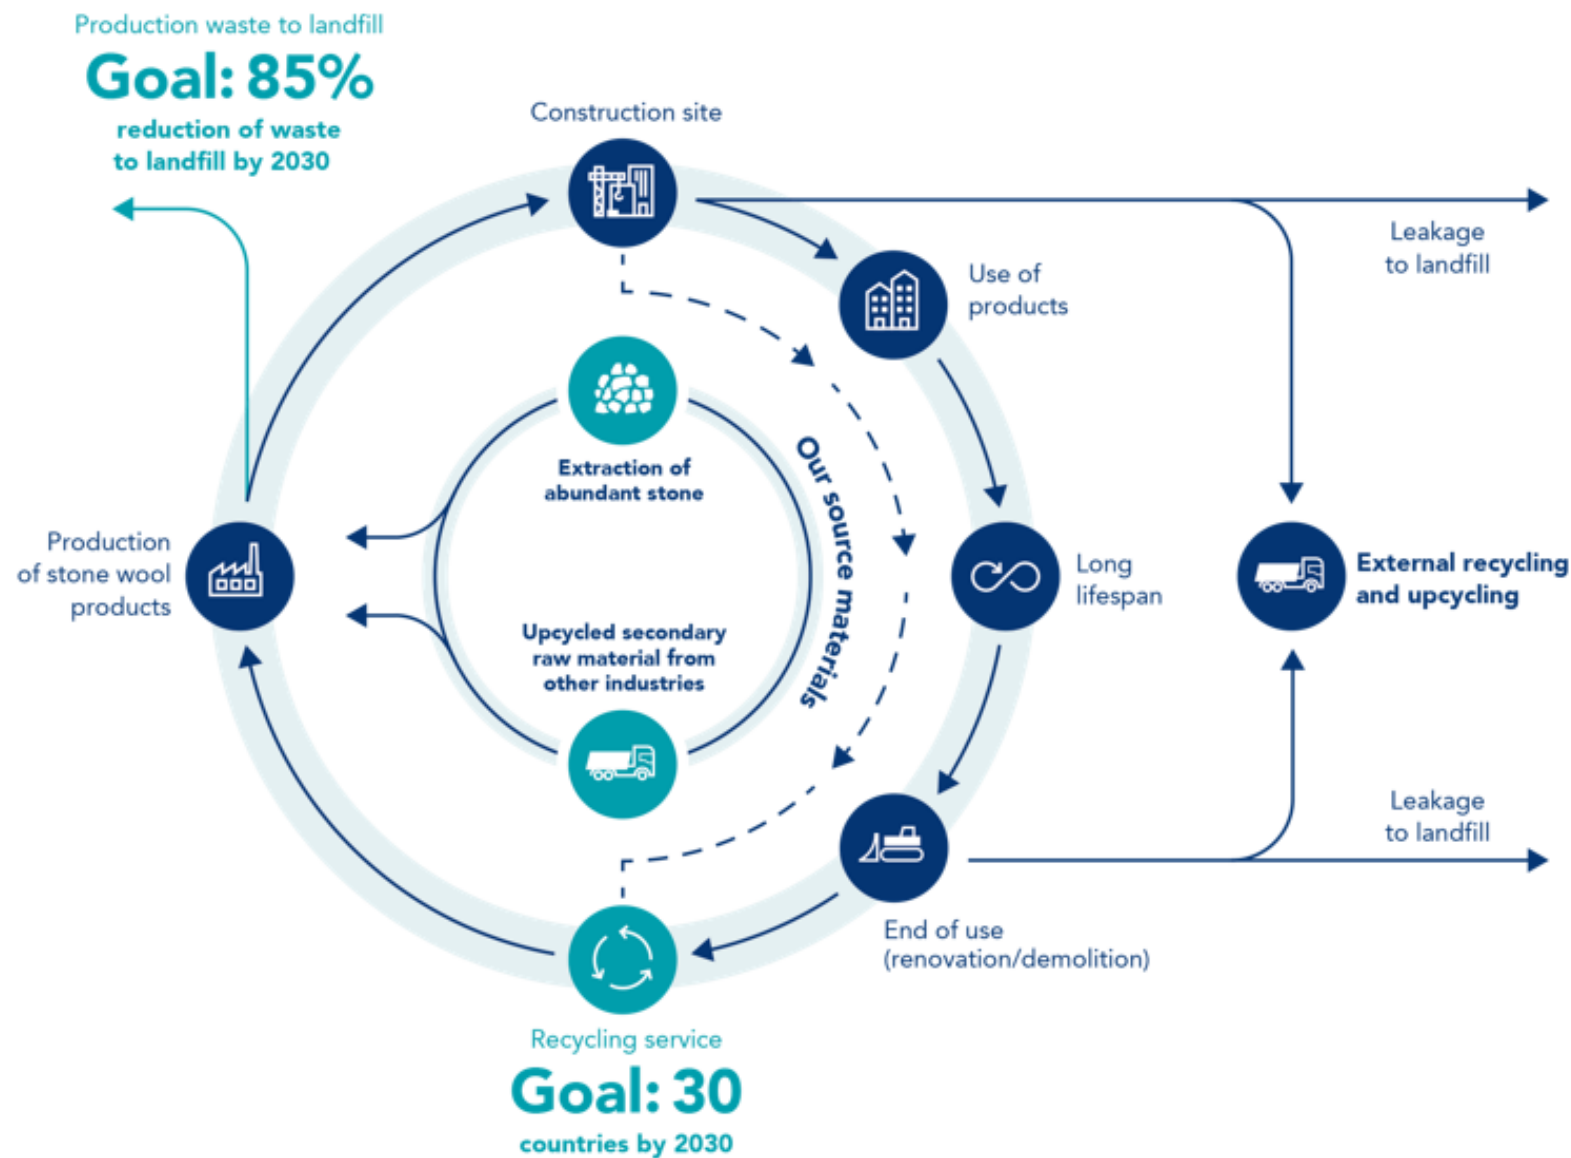 Production waste to landfill
Goal: 85%
reduction of waste
to landfill by 2030
Construction site
Leakage
to landfill
Use of
products
Extraction of
abundant stone
Our source materials
Production
of stone wool
products
Long
lifespan
External recycling
and upcycling
Upcycled secondary
raw material from
other industries
Leakage
to landfill
End of use
(renovation/demolition)
Recycling service
Goal: 30
countries by 2030